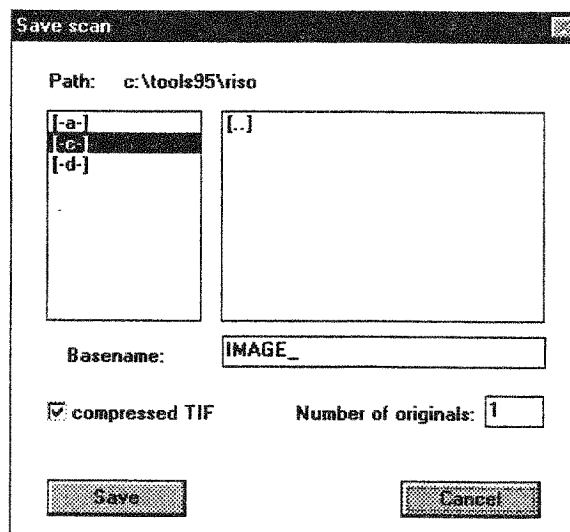 Save scan
Path: c:\tools95\riso
[-a-] [..]
[-c-]
[-d-]
Basename: IMAGE_
compressed TIF Number of originals: 1
Save Cancel